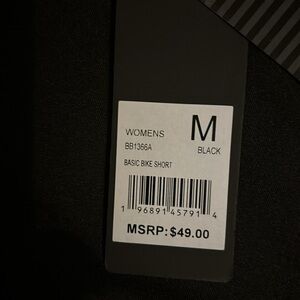 WOMENS M
BB1366A BLACK
BASIC BIKE SHORT
1 96891 45791 4
MSRP: $49.00